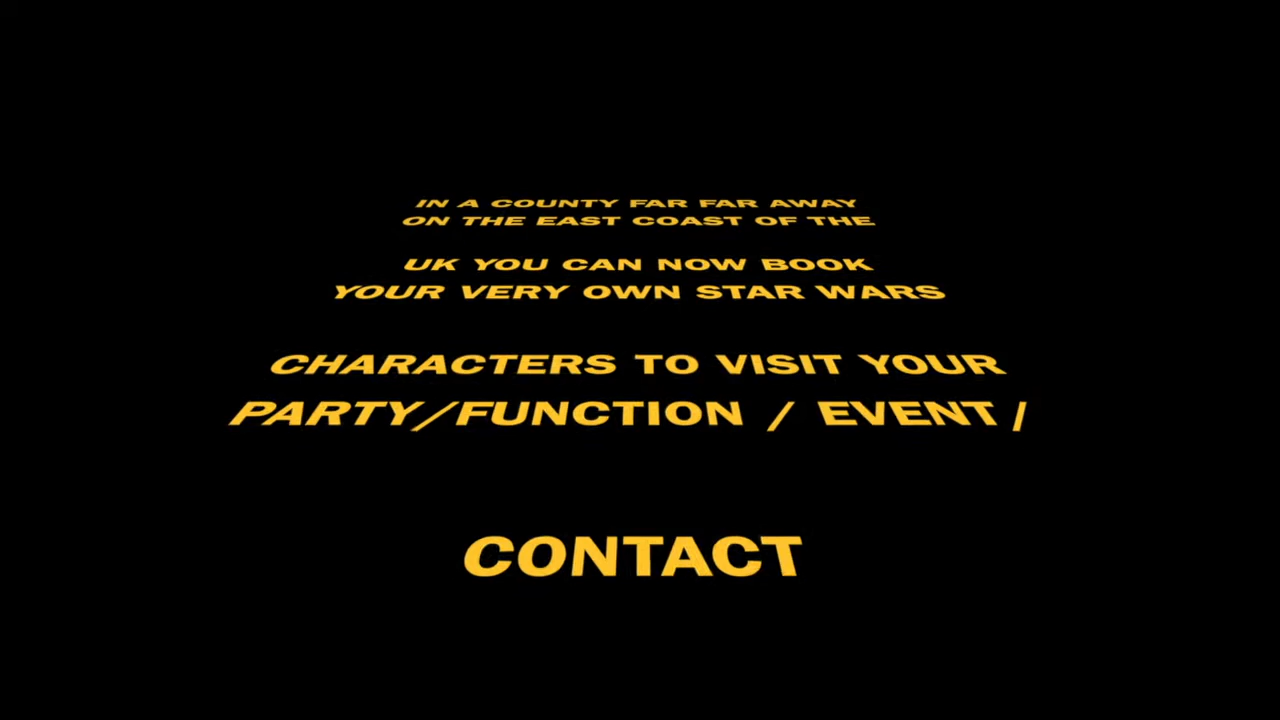 IN A COUNTY FAR FAR AWAY
ON THE EAST COAST OF THE
UK YOU CAN NOW BOOK
YOUR VERY OWN STAR WARS
CHARACTERS TO VISIT YOUR
PARTY/FUNCTION / EVENT /
CONTACT